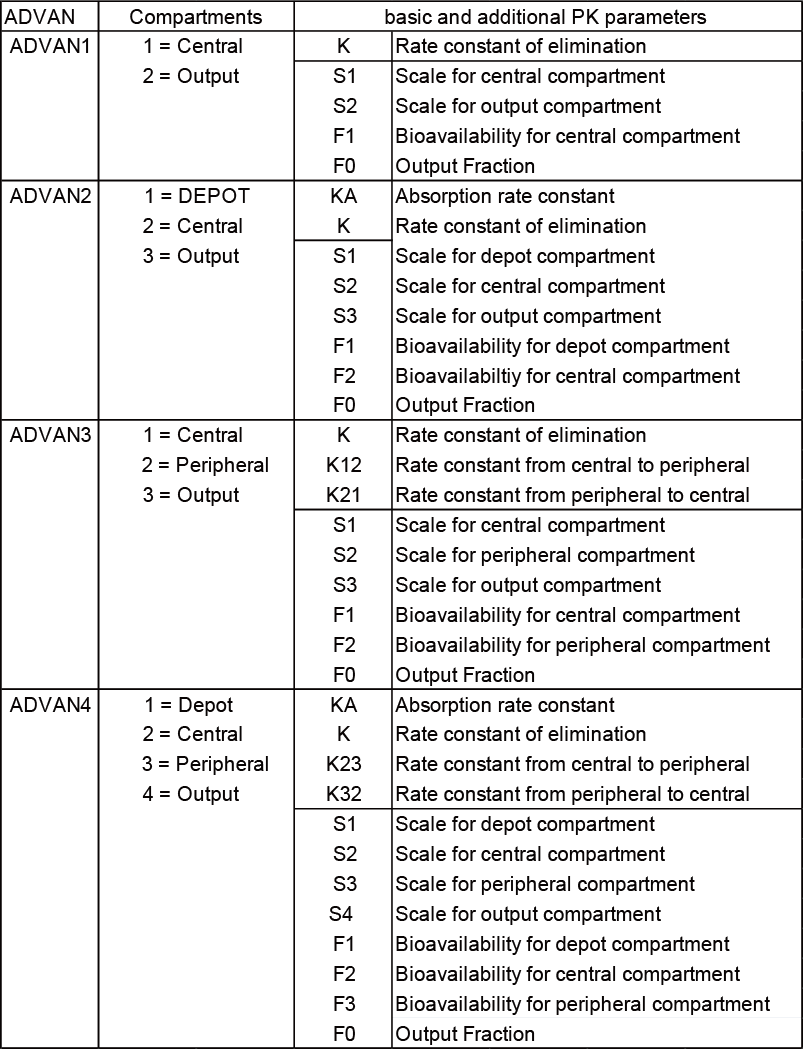 ADVAN Compartments basic and additional PK parameters
ADVAN1 1 = Central K Rate constant of elimination
2 = Output S1 Scale for central compartment
S2 Scale for output compartment
F1 Bioavailability for central compartment
F0 Output Fraction
ADVAN2 1 = DEPOT KA Absorption rate constant
2 = Central K Rate constant of elimination
3 = Output S1 Scale for depot compartment
S2 Scale for central compartment
S3 Scale for output compartment
F1 Bioavailability for depot compartment
F2 Bioavailabiltiy for central compartment
F0 Output Fraction
ADVAN3 1 = Central K Rate constant of elimination
2 = Peripheral K12 Rate constant from central to peripheral
3 = Output K21 Rate constant from peripheral to central
S1 Scale for central compartment
S2 Scale for peripheral compartment
S3 Scale for output compartment
F1 Bioavailability for central compartment
F2 Bioavailability for peripheral compartment
F0 Output Fraction
ADVAN4 1 = Depot KA Absorption rate constant
2 = Central K Rate constant of elimination
3 = Peripheral K23 Rate constant from central to peripheral
4 = Output K32 Rate constant from peripheral to central
S1 Scale for depot compartment
S2 Scale for central compartment
S3 Scale for peripheral compartment
S4 Scale for output compartment
F1 Bioavailability for depot compartment
F2 Bioavailability for central compartment
F3 Bioavailability for peripheral compartment
F0 Output Fraction